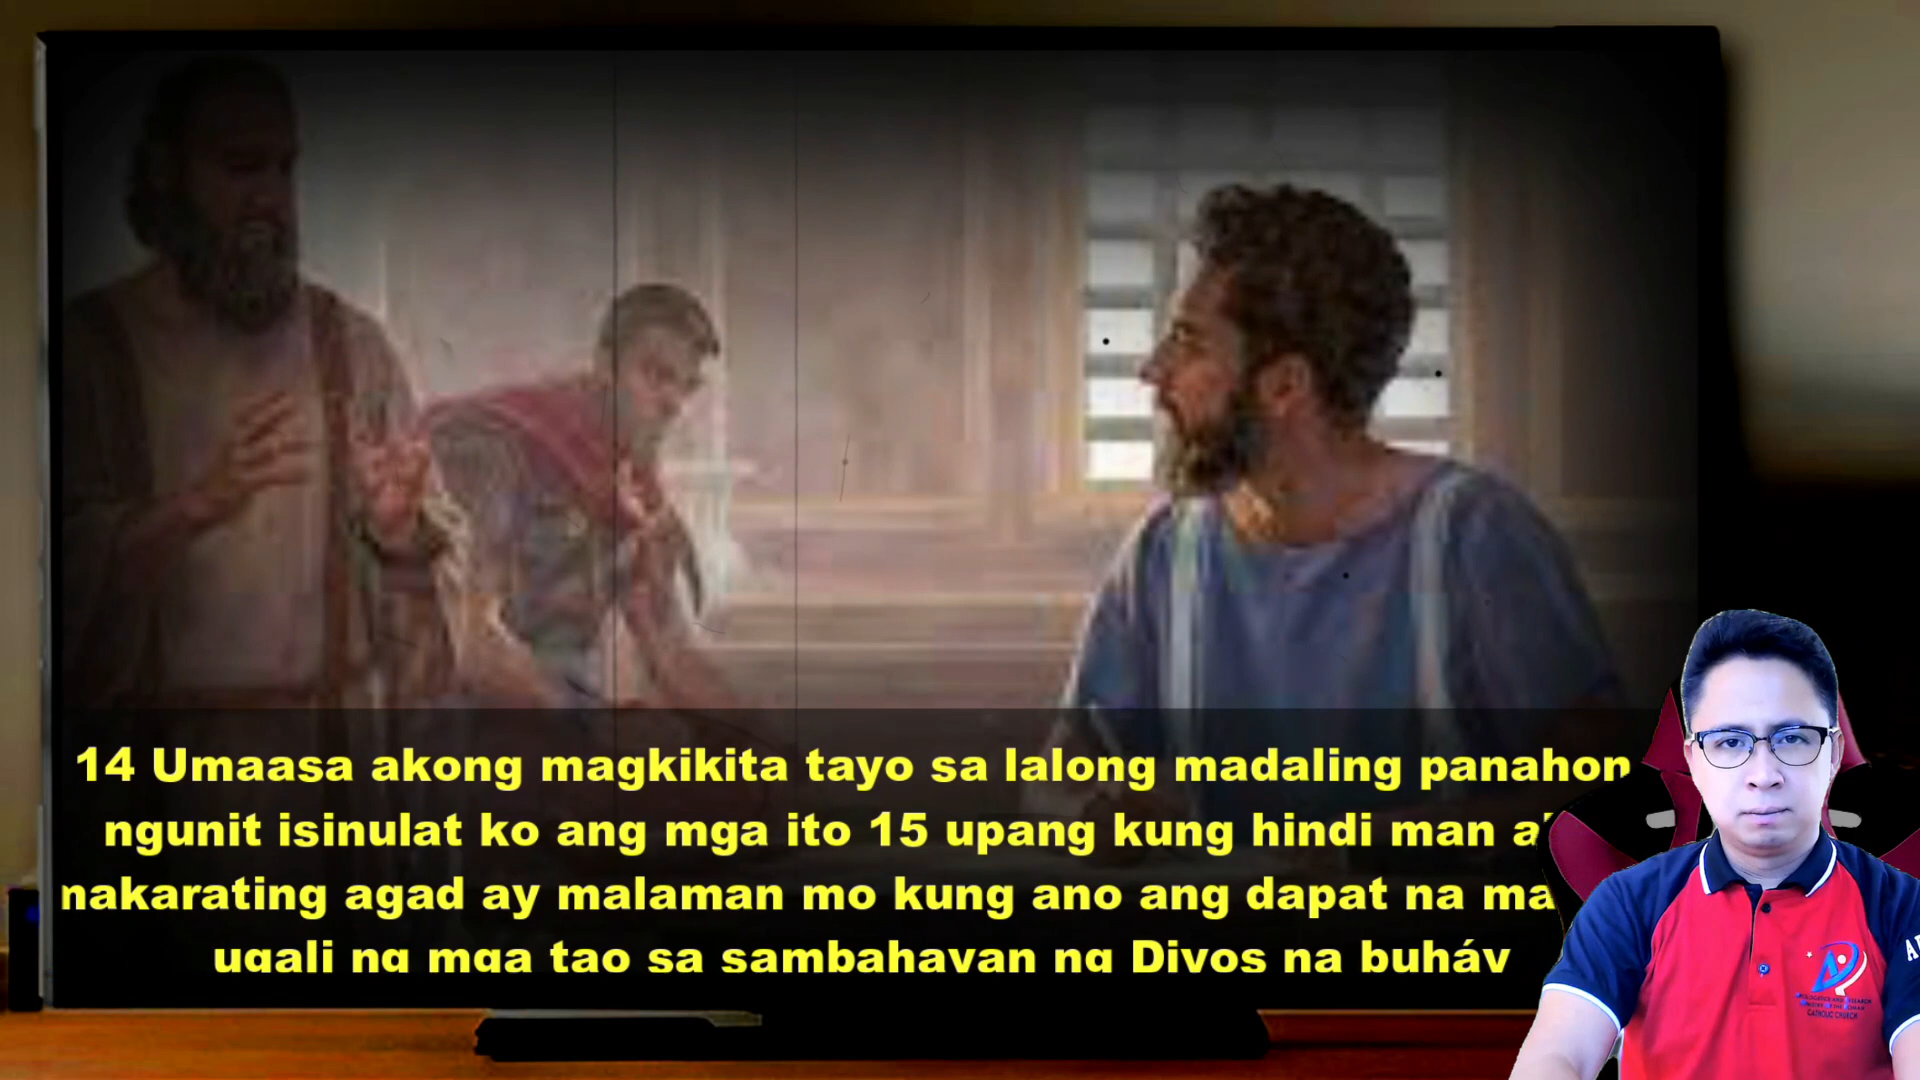 14 Umaasa akong magkikita tayo sa lalong madaling panahon
ngunit isinulat ko ang mga ito 15 upang kung hindi man
nakarating agad ay malaman mo kung ano ang dapat na
ugali ng mga tao sa sambahayan ng Diyos na buháy
CATHOLIC CHURCH